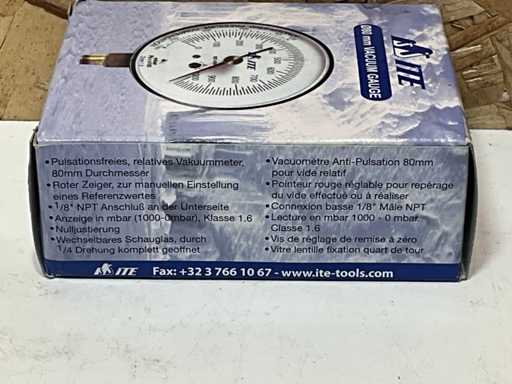 Ø80 mm VACUUM GAUGE
ITE
ITE
•Pulsationsfreies, relatives Vakuummeter,
80mm Durchmesser
•Roter Zeiger, zur manuellen Einstellung
eines Referenzwertes
•1/8" NPT Anschluß an der Unterseite
•Anzeige in mbar (1000-0mbar), Klasse 1.6
•Nulljustierung
•Wechselbares Schauglas, durch
1/4 Drehung komplett geöffnet
•Vacuomètre Anti-Pulsation 80mm
pour vide relatif
•Pointeur rouge réglable pour repérage
du vide effectué ou à réaliser
•Connexion basse 1/8" Mâle NPT
•Lecture en mbar 1000 - 0 mbar
Classe 1.6
•Vis de réglage de remise à zéro
•Vitre lentille fixation quart de tour
ITE Fax: +32 3 766 10 67 - www.ite-tools.com